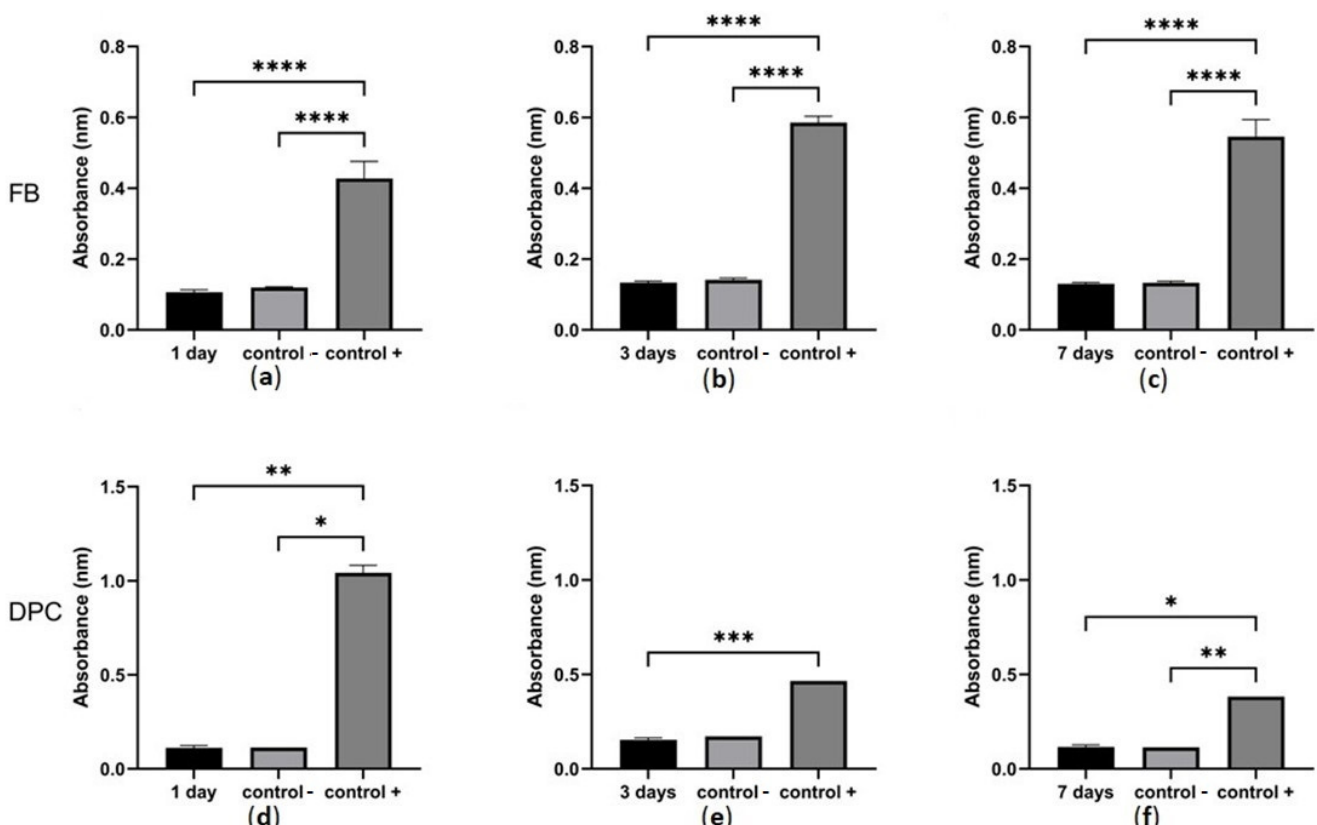 ****
****
0.8
0.6
0.4
0.2
0.0
Absorbance (nm)
1 day control - control +
(a)
****
****
0.8
0.6
0.4
0.2
0.0
Absorbance (nm)
3 days control - control +
(b)
****
****
0.8
0.6
0.4
0.2
0.0
Absorbance (nm)
7 days control - control +
(c)
FB
**
*
1.5
1.0
0.5
0.0
Absorbance (nm)
1 day control - control +
(d)
***
1.5
1.0
0.5
0.0
Absorbance (nm)
3 days control - control +
(e)
*
**
1.5
1.0
0.5
0.0
Absorbance (nm)
7 days control - control +
(f)
DPC